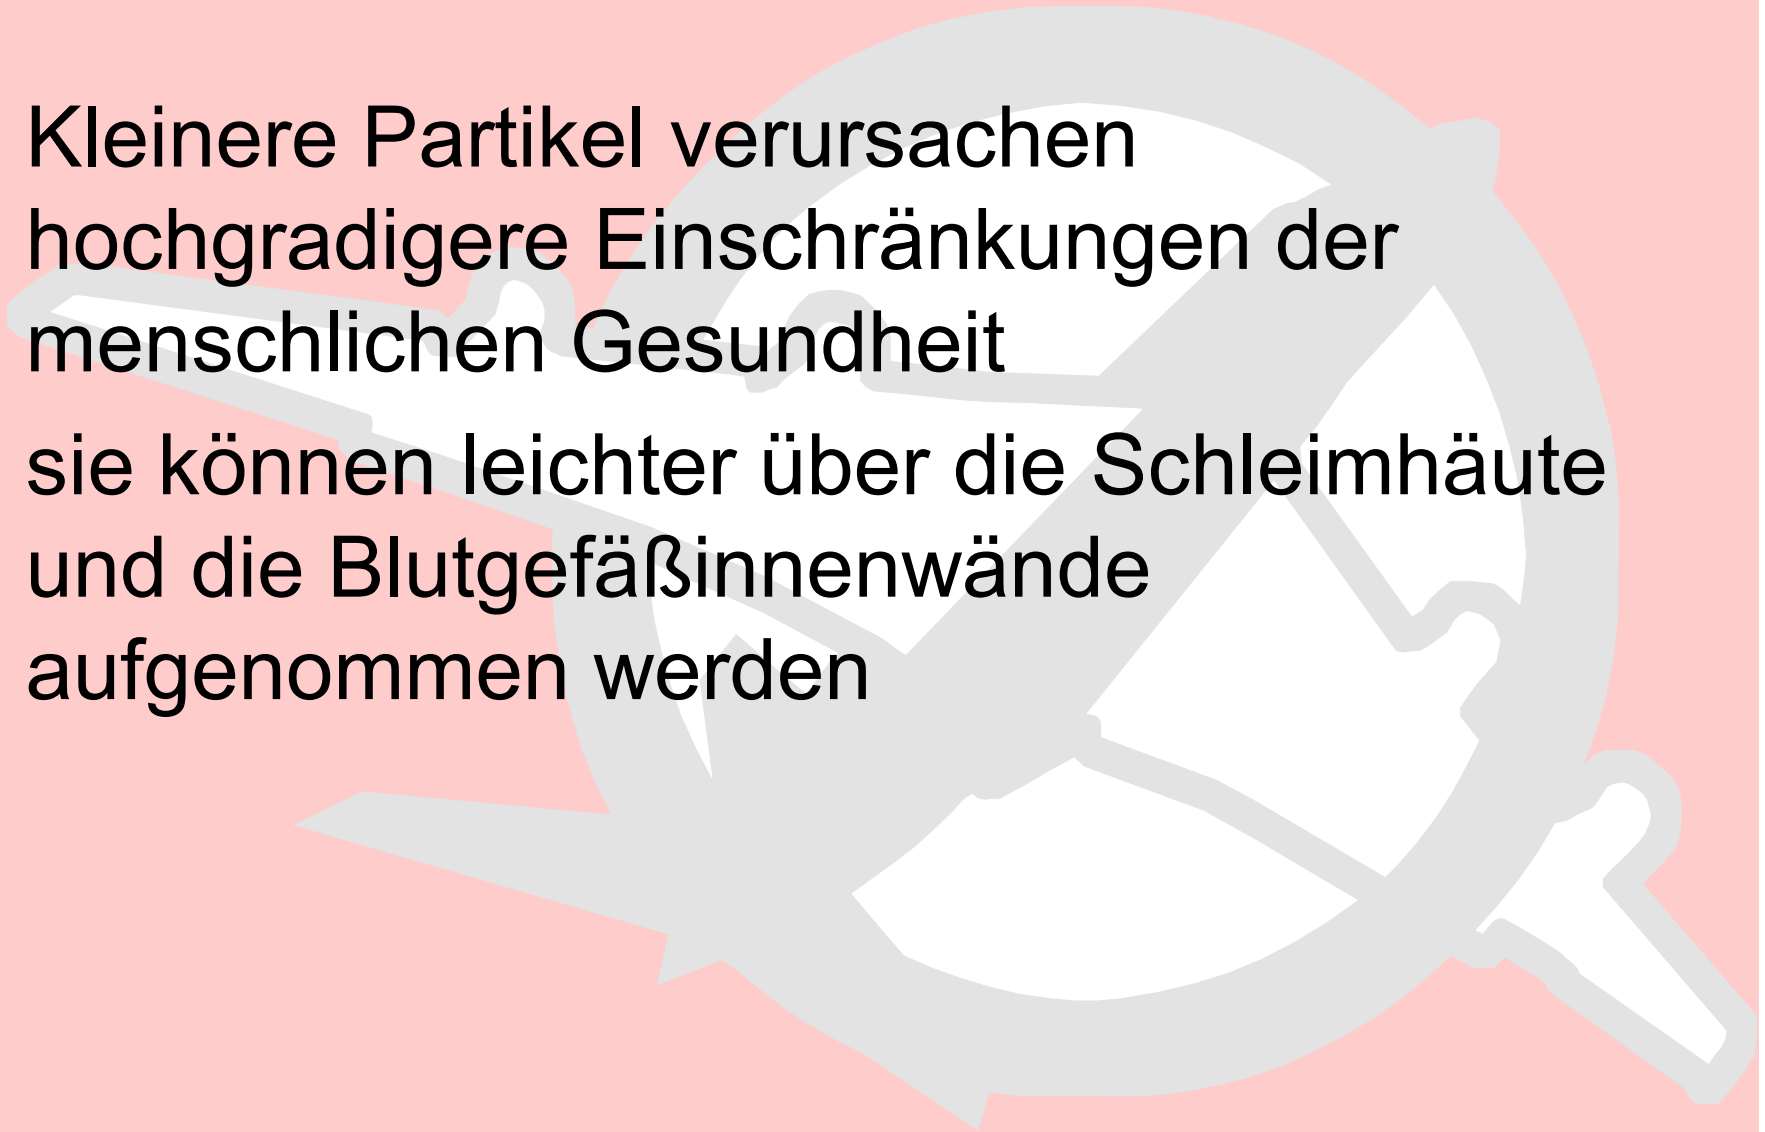 Kleinere Partikel verursachen
hochgradigere Einschränkungen der
menschlichen Gesundheit
sie können leichter über die Schleimhäute
und die Blutgefäßinnenwände
aufgenommen werden